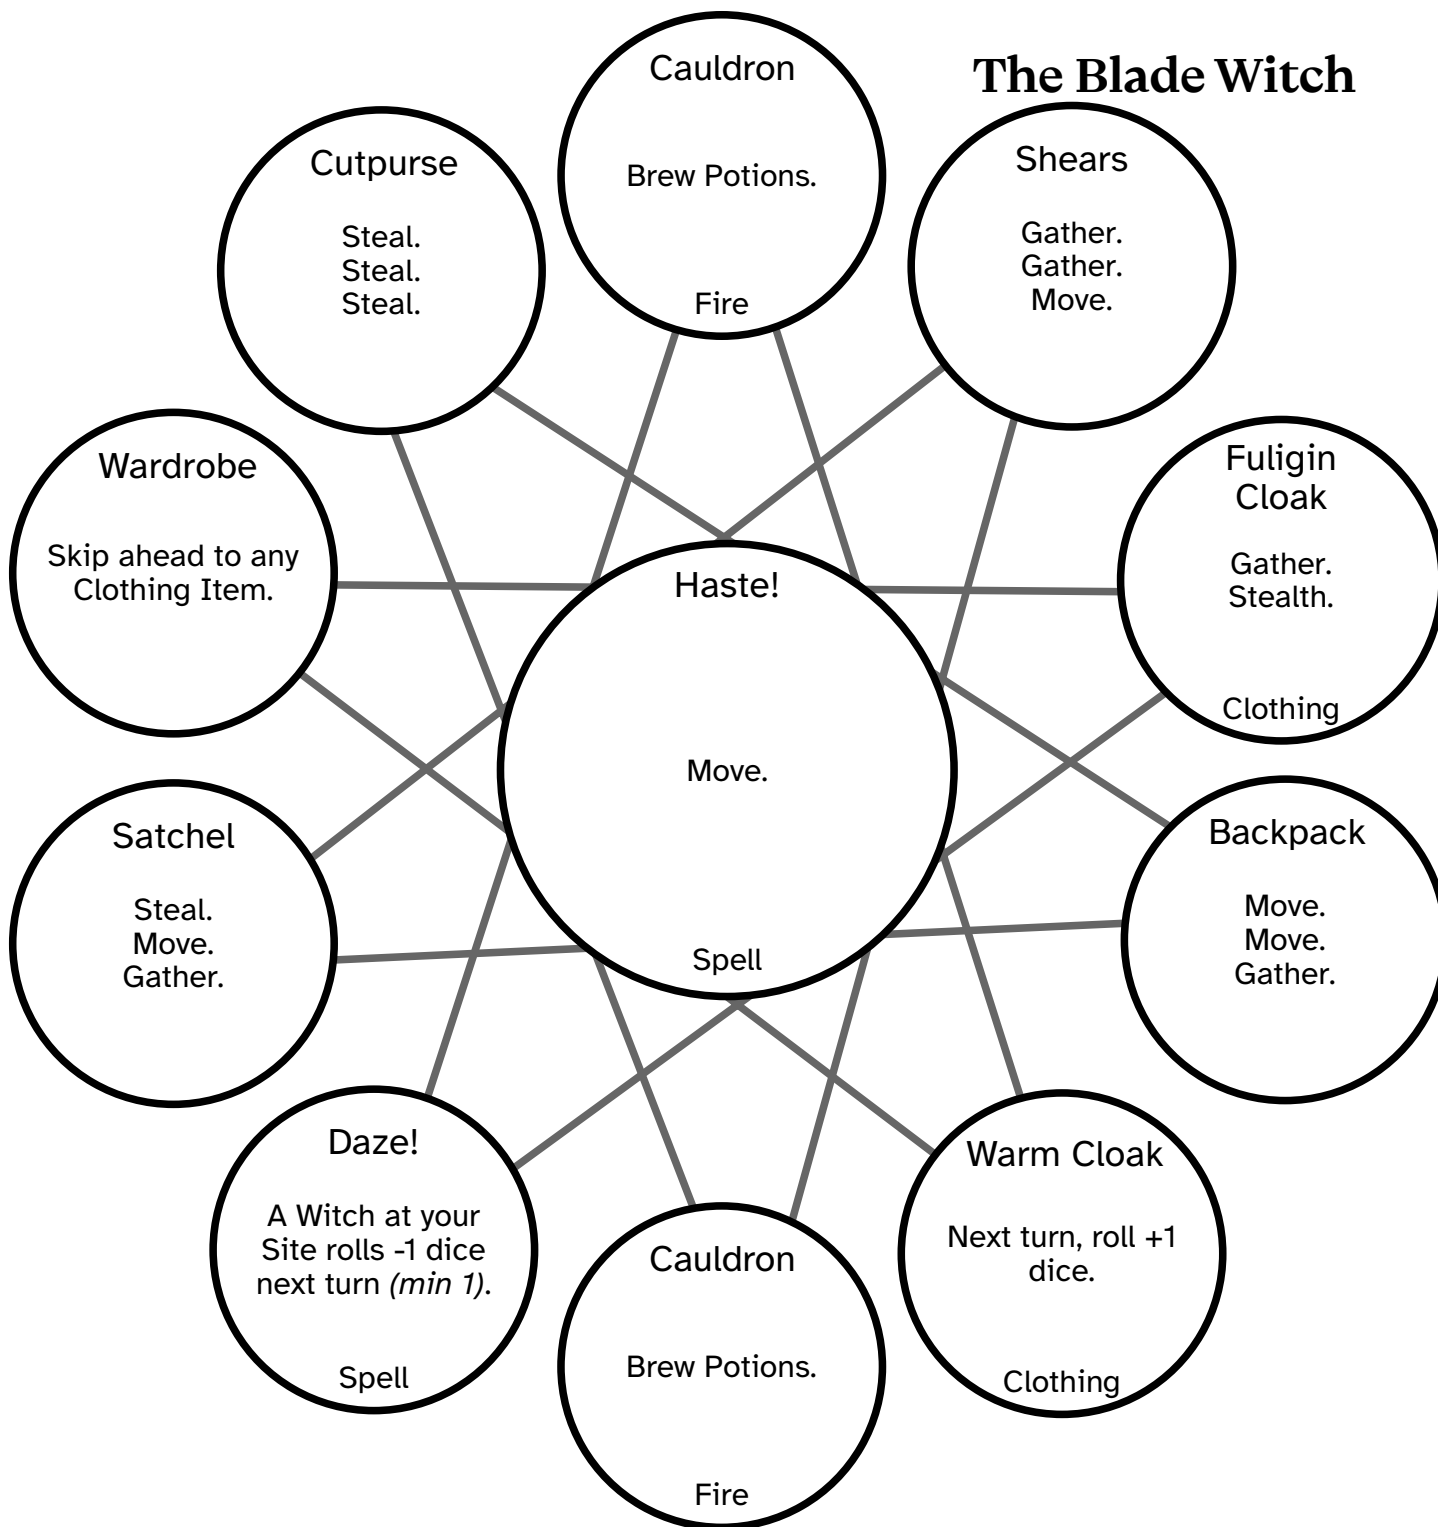 The Blade Witch
Cauldron
Brew Potions.
Fire
Cutpurse
Steal.
Steal.
Steal.
Shears
Gather.
Gather.
Move.
Wardrobe
Skip ahead to any
Clothing Item.
Fuligin
Cloak
Gather.
Stealth.
Clothing
Haste!
Move.
Spell
Satchel
Steal.
Move.
Gather.
Backpack
Move.
Move.
Gather.
Daze!
A Witch at your
Site rolls -1 dice
next turn (min 1).
Spell
Cauldron
Brew Potions.
Fire
Warm Cloak
Next turn, roll +1
dice.
Clothing